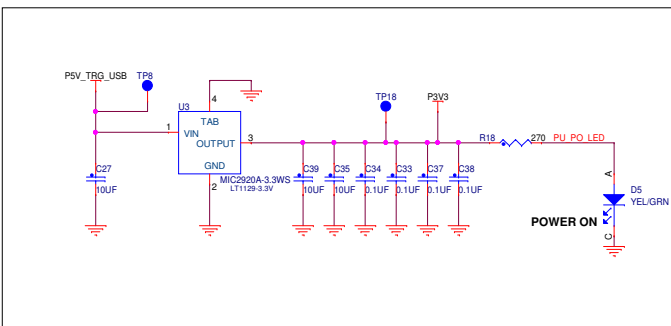 P5V_TRG_USB
TP8
U3
4
TAB
1
VIN
OUTPUT
3
GND
2
MIC2920A-3.3WS
LT1129-3.3V
C27
10UF
C39
10UF
C35
10UF
C34
0.1UF
C33
0.1UF
C37
0.1UF
C38
0.1UF
TP18
P3V3
R18
270
PU_PO_LED
A
D5
YEL/GRN
POWER ON
C